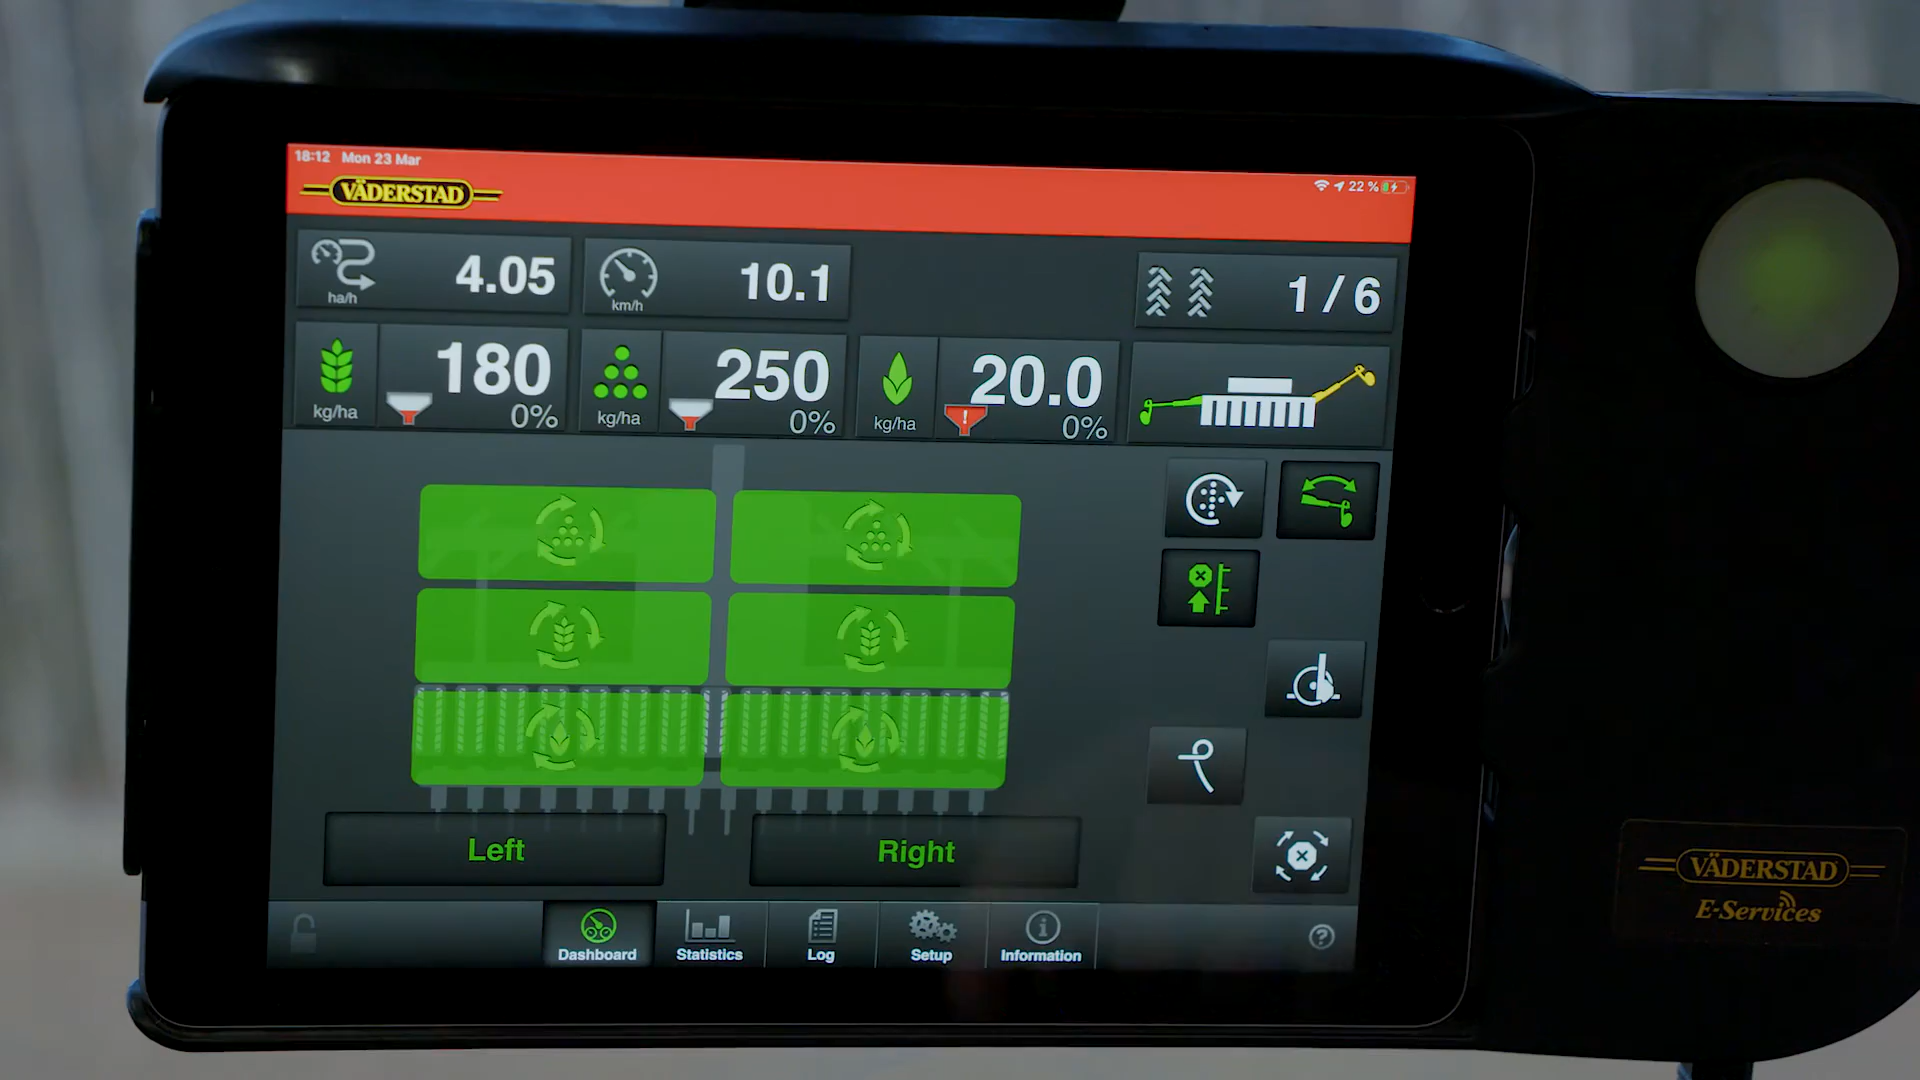 18:12 Mon 23 Mar
22 %
VÄDERSTAD
ha/h 4.05
km/h 10.1
1 / 6
kg/ha 180 0%
kg/ha 250 0%
kg/ha 20.0 0%
Left
Right
Dashboard
Statistics
Log
Setup
Information
VÄDERSTAD
E-Services